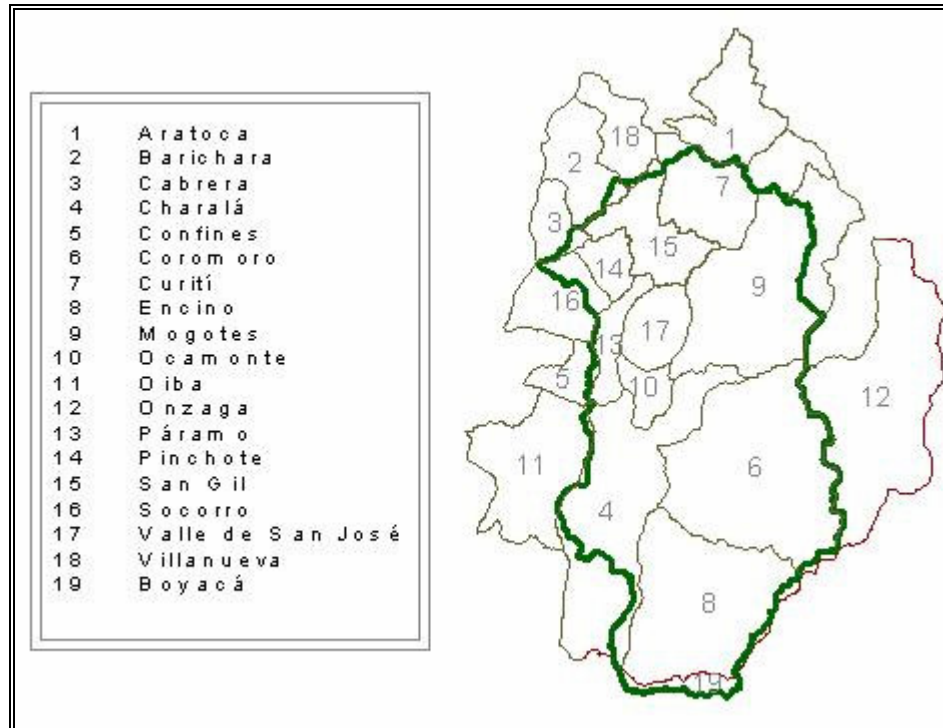 1 Aratoca
2 Barichara
3 Cabrera
4 Charalá
5 Confines
6 Coromoro
7 Curití
8 Encino
9 Mogotes
10 Ocamonte
11 Oiba
12 Onzaga
13 Páramo
14 Pinchote
15 San Gil
16 Socorro
17 Valle de San José
18 Villanueva
19 Boyacá
1
18
2
7
3
15
14
9
16
17
13
5
10
12
11
6
4
8
19